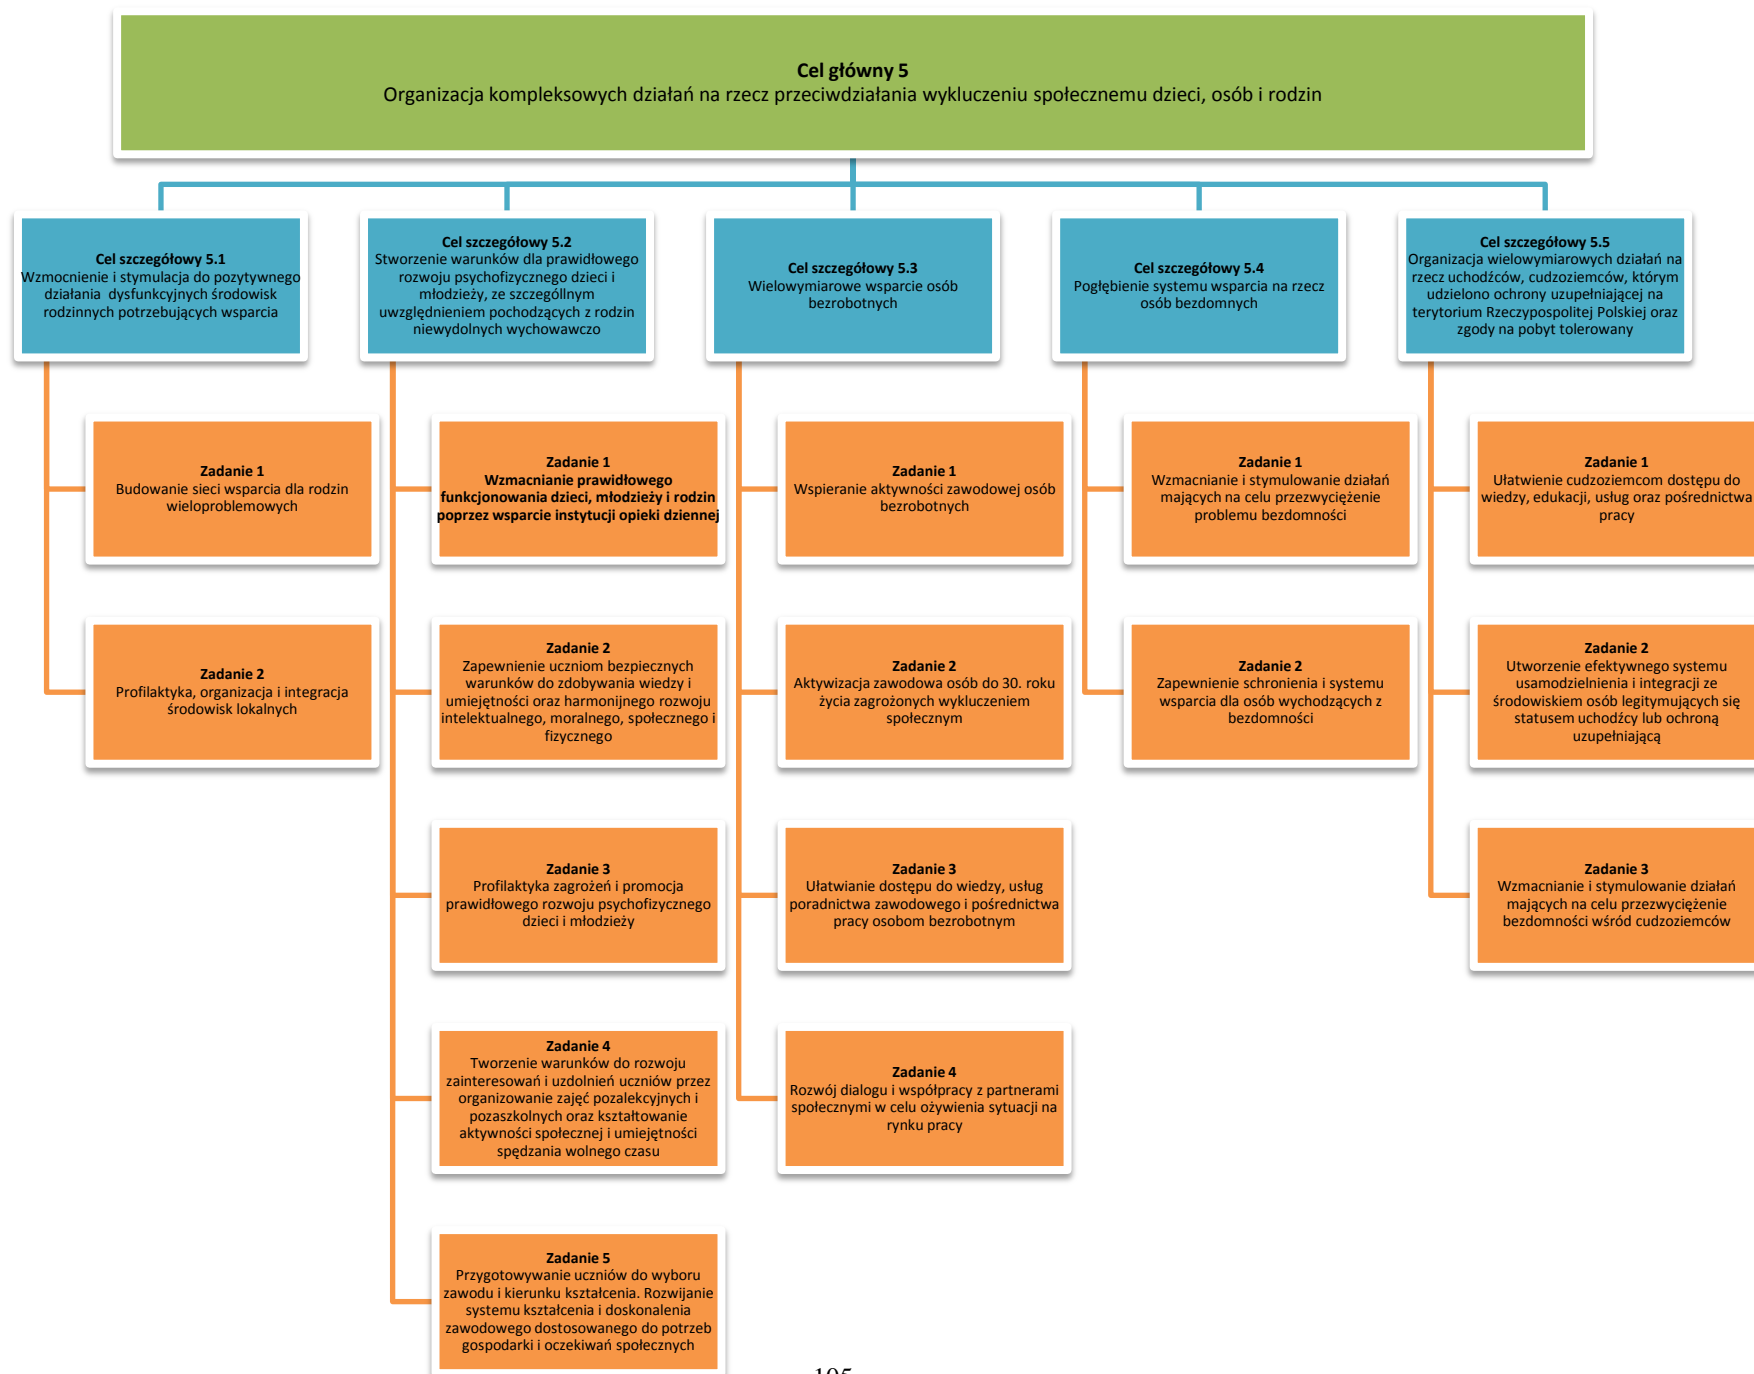 Cel główny 5
Organizacja kompleksowych działań na rzecz przeciwdziałania wykluczeniu społecznemu dzieci, osób i rodzin
Cel szczegółowy 5.1
Wzmocnienie i stymulacja do pozytywnego
działania dysfunkcyjnych środowisk
rodzinnych potrzebujących wsparcia
Zadanie 1
Budowanie sieci wsparcia dla rodzin
wieloproblemowych
Zadanie 2
Profilaktyka, organizacja i integracja
środowisk lokalnych
Cel szczegółowy 5.2
Stworzenie warunków dla prawidłowego
rozwoju psychofizycznego dzieci i
młodzieży, ze szczególlnym
uwzględnieniem pochodzących z rodzin
niewydolnych wychowawczo
Zadanie 1
Wzmacnianie prawidłowego
funkcjonowania dzieci, młodzieży i rodzin
poprzez wsparcie instytucji opieki dziennej
Zadanie 2
Zapewnienie uczniom bezpiecznych
warunków do zdobywania wiedzy i
umiejętności oraz harmonijnego rozwoju
intelektualnego, moralnego, społecznego i
fizycznego
Zadanie 3
Profilaktyka zagrożeń i promocja
prawidłowego rozwoju psychofizycznego
dzieci i młodzieży
Zadanie 4
Tworzenie warunków do rozwoju
zainteresowań i uzdolnień uczniów przez
organizowanie zajęć pozalekcyjnych i
pozaszkolnych oraz kształtowanie
aktywności społecznej i umiejętności
spędzania wolnego czasu
Zadanie 5
Przygotowywanie uczniów do wyboru
zawodu i kierunku kształcenia. Rozwijanie
systemu kształcenia i doskonalenia
zawodowego dostosowanego do potrzeb
gospodarki i oczekiwań społecznych
Cel szczegółowy 5.3
Wielowymiarowe wsparcie osób
bezrobotnych
Zadanie 1
Wspieranie aktywności zawodowej osób
bezrobotnych
Zadanie 2
Aktywizacja zawodowa osób do 30. roku
życia zagrożonych wykluczeniem
społecznym
Zadanie 3
Ułatwianie dostępu do wiedzy, usług
poradnictwa zawodowego i pośrednictwa
pracy osobom bezrobotnym
Zadanie 4
Rozwój dialogu i współpracy z partnerami
społecznymi w celu ożywienia sytuacji na
rynku pracy
Cel szczegółowy 5.4
Pogłębienie systemu wsparcia na rzecz
osób bezdomnych
Zadanie 1
Wzmacnianie i stymulowanie działań
mających na celu przezwyciężenie
problemu bezdomności
Zadanie 2
Zapewnienie schronienia i systemu
wsparcia dla osób wychodzących z
bezdomności
Cel szczegółowy 5.5
Organizacja wielowymiarowych działań na
rzecz uchodźców, cudzoziemców, którym
udzielono ochrony uzupełniającej na
terytorium Rzeczypospolitej Polskiej oraz
zgody na pobyt tolerowany
Zadanie 1
Ułatwienie cudzoziemcom dostępu do
wiedzy, edukacji, usług oraz pośrednictwa
pracy
Zadanie 2
Utworzenie efektywnego systemu
usamodzielnienia i integracji ze
środowiskiem osób legitymujących się
statusem uchodźcy lub ochroną
uzupełniającą
Zadanie 3
Wzmacnianie i stymulowanie działań
mających na celu przezwyciężenie
bezdomności wśród cudzoziemców